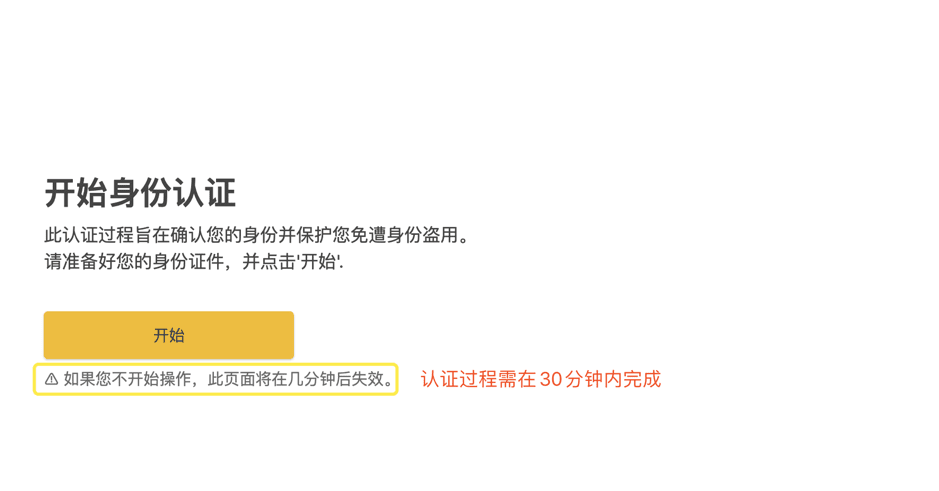 开始身份认证
此认证过程旨在确认您的身份并保护您免遭身份盗用。
请准备好您的身份证件，并点击'开始'.
开始
⚠ 如果您不开始操作，此页面将在几分钟后失效。
认证过程需在30分钟内完成